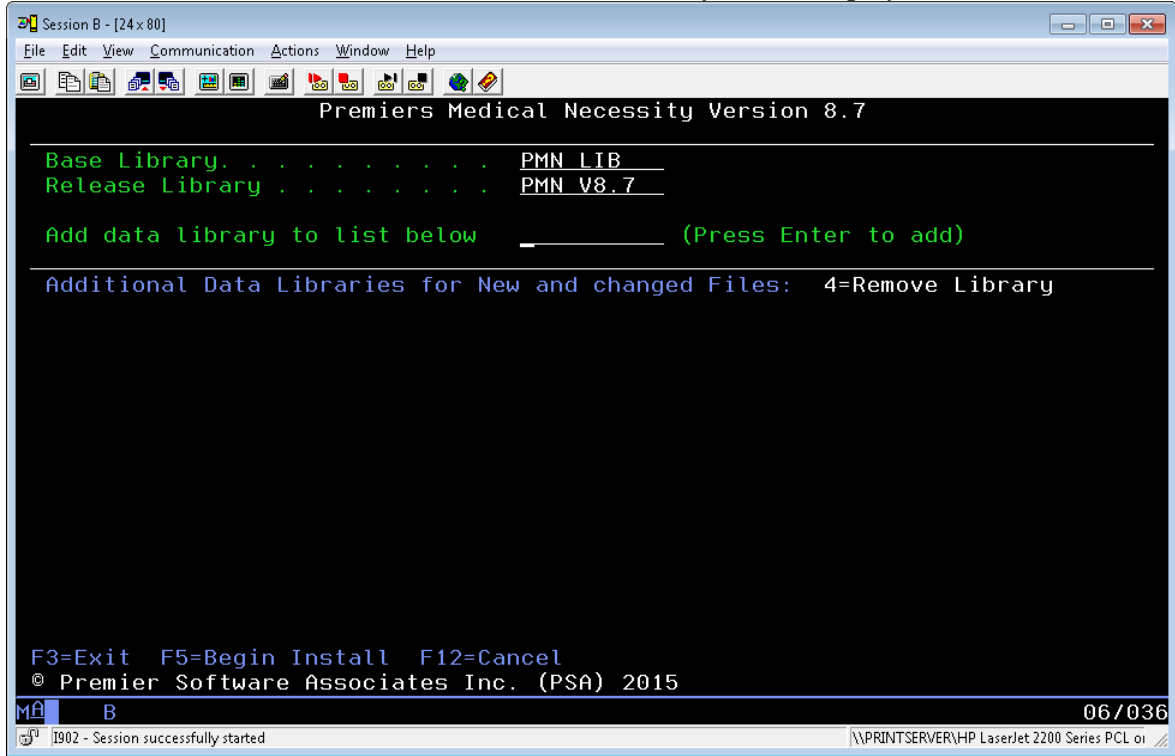 Session B - [24 x 80]
File Edit View Communication Actions Window Help
Premiers Medical Necessity Version 8.7
Base Library. . . . . . . . . . PMN LIB
Release Library . . . . . . . . PMN V8.7
Add data library to list below (Press Enter to add)
Additional Data Libraries for New and changed Files: 4=Remove Library
F3=Exit F5=Begin Install F12=Cancel
© Premier Software Associates Inc. (PSA) 2015
MA B 06/036
I902 - Session successfully started \\PRINTSERVER\HP LaserJet 2200 Series PCL